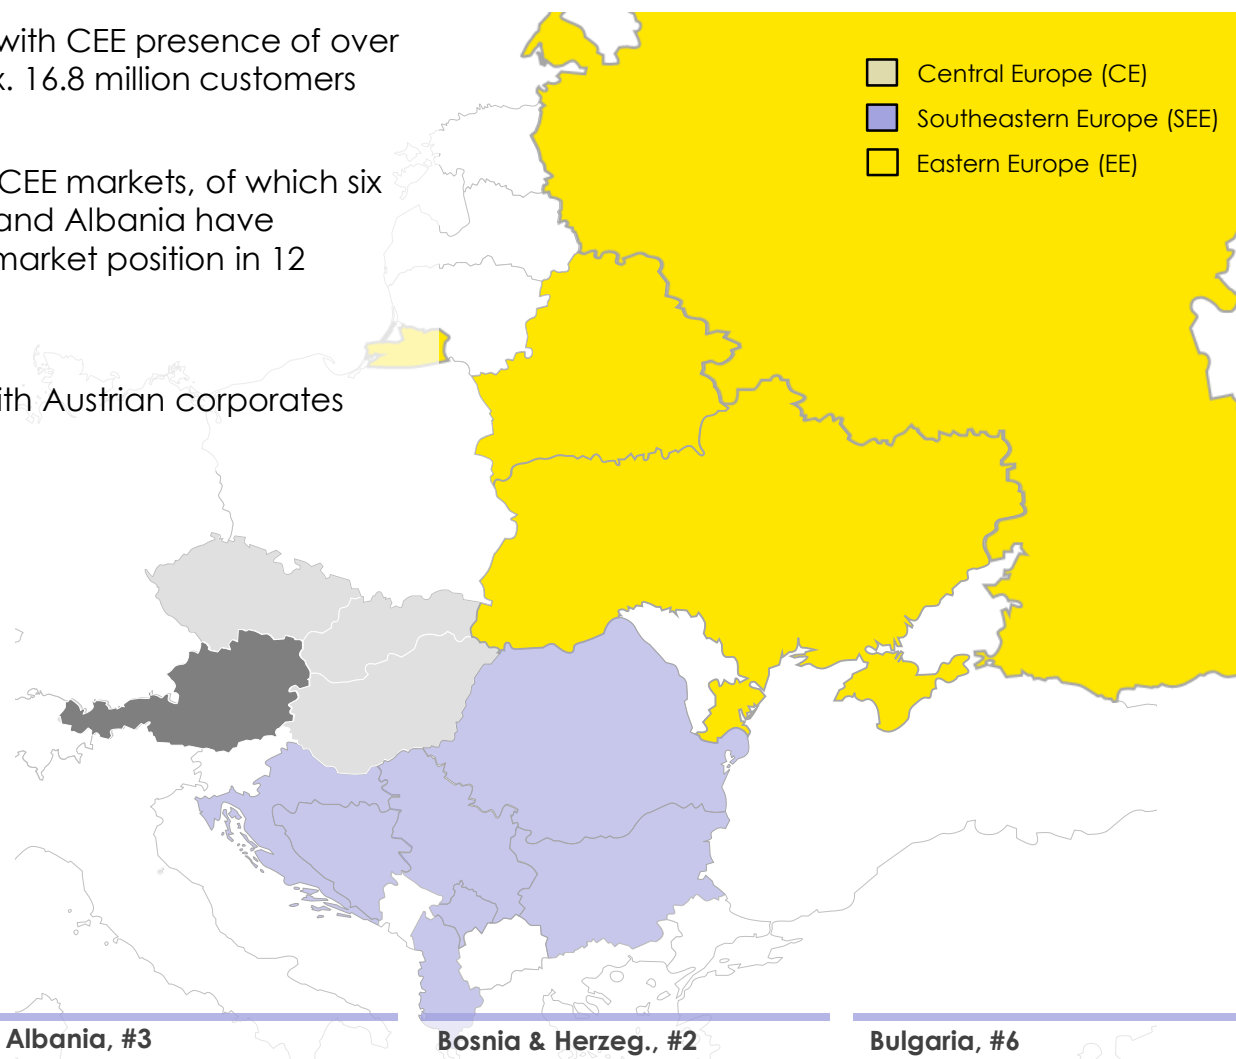 with CEE presence of over
x. 16.8 million customers
CEE markets, of which six
and Albania have
market position in 12
ith Austrian corporates
Central Europe (CE)
Southeastern Europe (SEE)
Eastern Europe (EE)
Albania, #3
Bosnia & Herzeg., #2
Bulgaria, #6